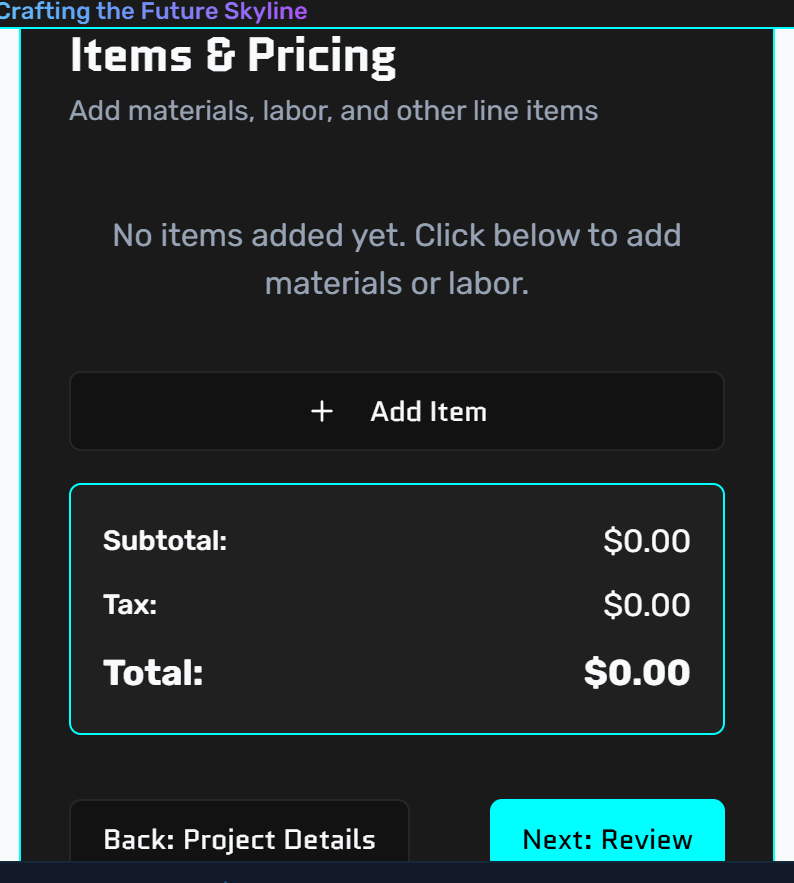 Crafting the Future Skyline
Items & Pricing
Add materials, labor, and other line items
No items added yet. Click below to add
materials or labor.
+ Add Item
Subtotal: $0.00
Tax: $0.00
Total: $0.00
Back: Project Details
Next: Review